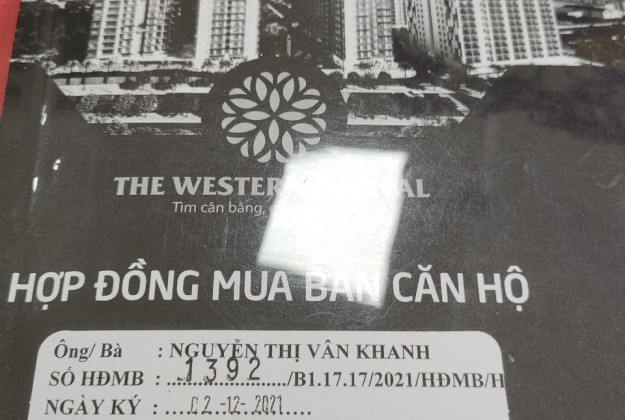 THE WESTER AL
Tìm cân bằng,
HỢP ĐỒNG MUA BÁN CĂN HỘ
Ông/ Bà : NGUYỄN THỊ VÂN KHANH
SỐ HĐMB : ...1392....../B1.17.17/2021/HĐMB/H
NGÀY KÝ : ....02-12-2021.....